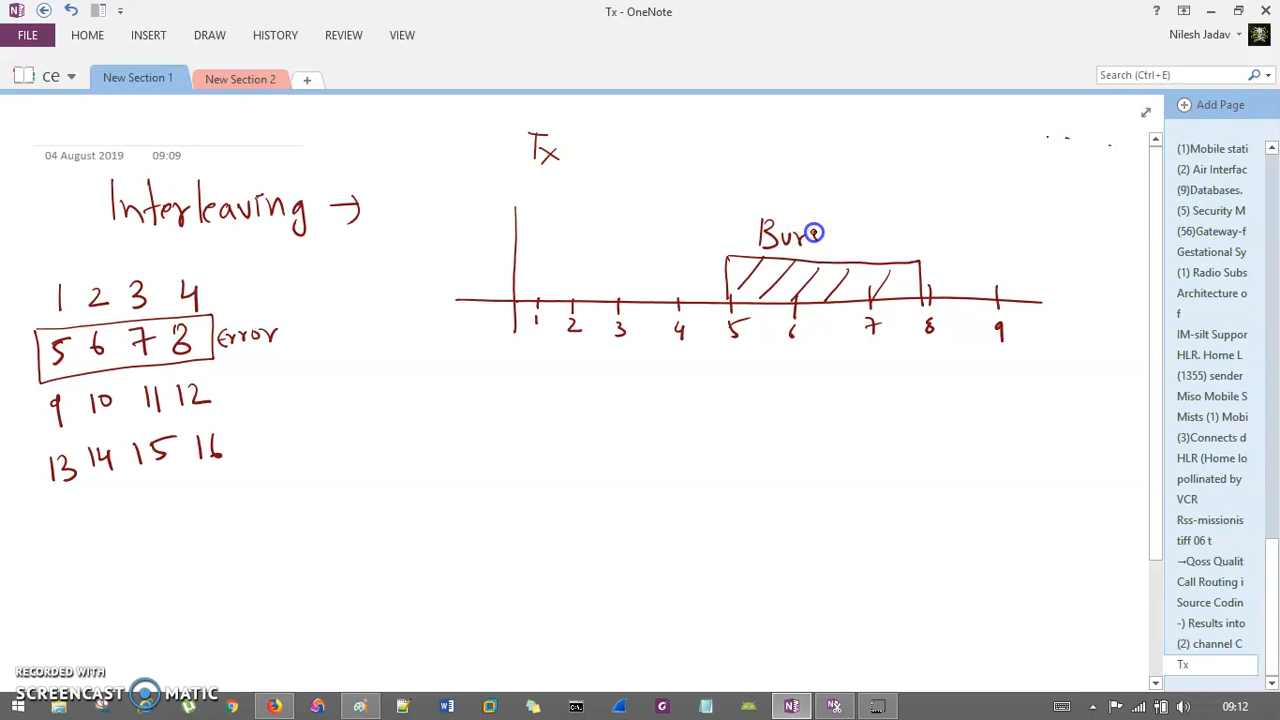 Tx - OneNote
FILE HOME INSERT DRAW HISTORY REVIEW VIEW
Nilesh Jadav
ce New Section 1 New Section 2
Search (Ctrl+E)
Add Page
04 August 2019 09:09
Tx
Interleaving →
Bur
1 2 3 4
5 6 7 8 Error
9 10 11 12
13 14 15 16
1 2 3 4 5 6 7 8 9
(1)Mobile stati
(2) Air Interfac
(9)Databases.
(5) Security M
(56)Gateway-f
Gestational Sy
(1) Radio Subs
Architecture o
f
IM-silt Suppor
HLR. Home L
(1355) sender
Miso Mobile S
Mists (1) Mobi
(3)Connects d
HLR (Home lo
pollinated by
VCR
Rss-missionis
tiff 06 t
→Qoss Qualit
Call Routing i
Source Codin
-) Results into
(2) channel C
Tx
RECORDED WITH
SCREENCAST MATIC
09:12